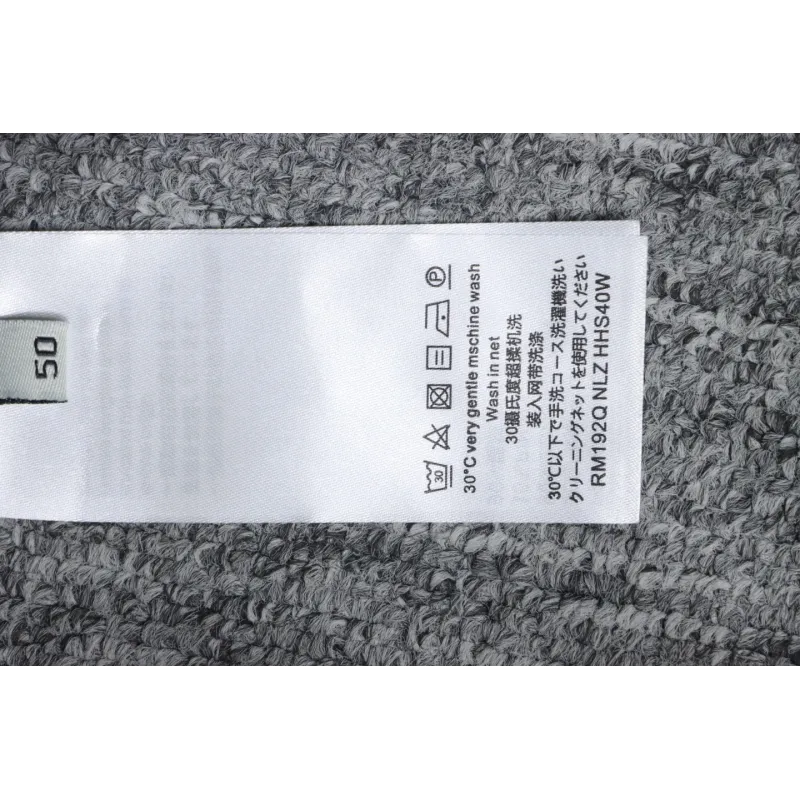 50
30
P
30°C very gentle mschine wash
Wash in net
30摄氏度超揉机洗
装入网带洗涤
30℃以下で手洗コース洗濯機洗い
クリーニングネットを使用してください
RM192Q NLZ HHS40W